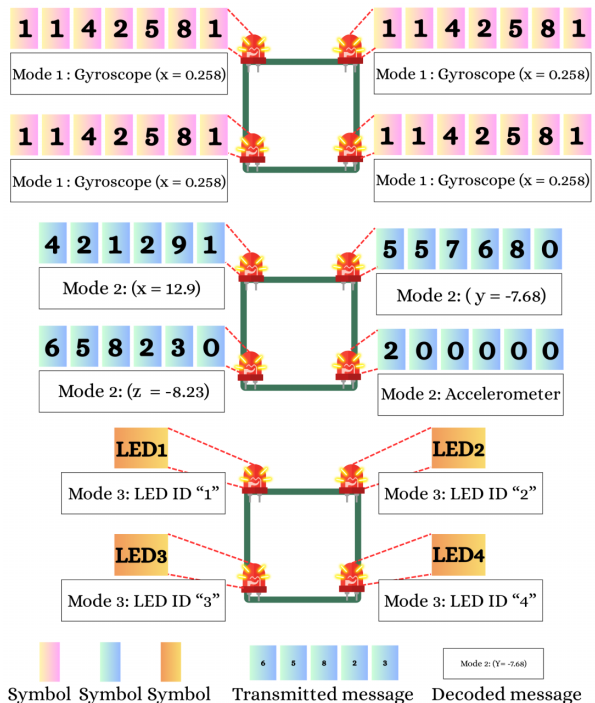 1 1 4 2 5 8 1
1 1 4 2 5 8 1
Mode 1 : Gyroscope (x = 0.258)
Mode 1 : Gyroscope (x = 0.258)
1 1 4 2 5 8 1
1 1 4 2 5 8 1
Mode 1 : Gyroscope (x = 0.258)
Mode 1 : Gyroscope (x = 0.258)
4 2 1 2 9 1
5 5 7 6 8 0
Mode 2: (x = 12.9)
Mode 2: ( y = -7.68)
6 5 8 2 3 0
2 0 0 0 0 0
Mode 2: (z = -8.23)
Mode 2: Accelerometer
LED1
LED2
Mode 3: LED ID “1”
Mode 3: LED ID “2”
LED3
LED4
Mode 3: LED ID “3”
Mode 3: LED ID “4”
6 5 8 2 3
Mode 2: (Y= -7.68)
Symbol Symbol Symbol Transmitted message Decoded message